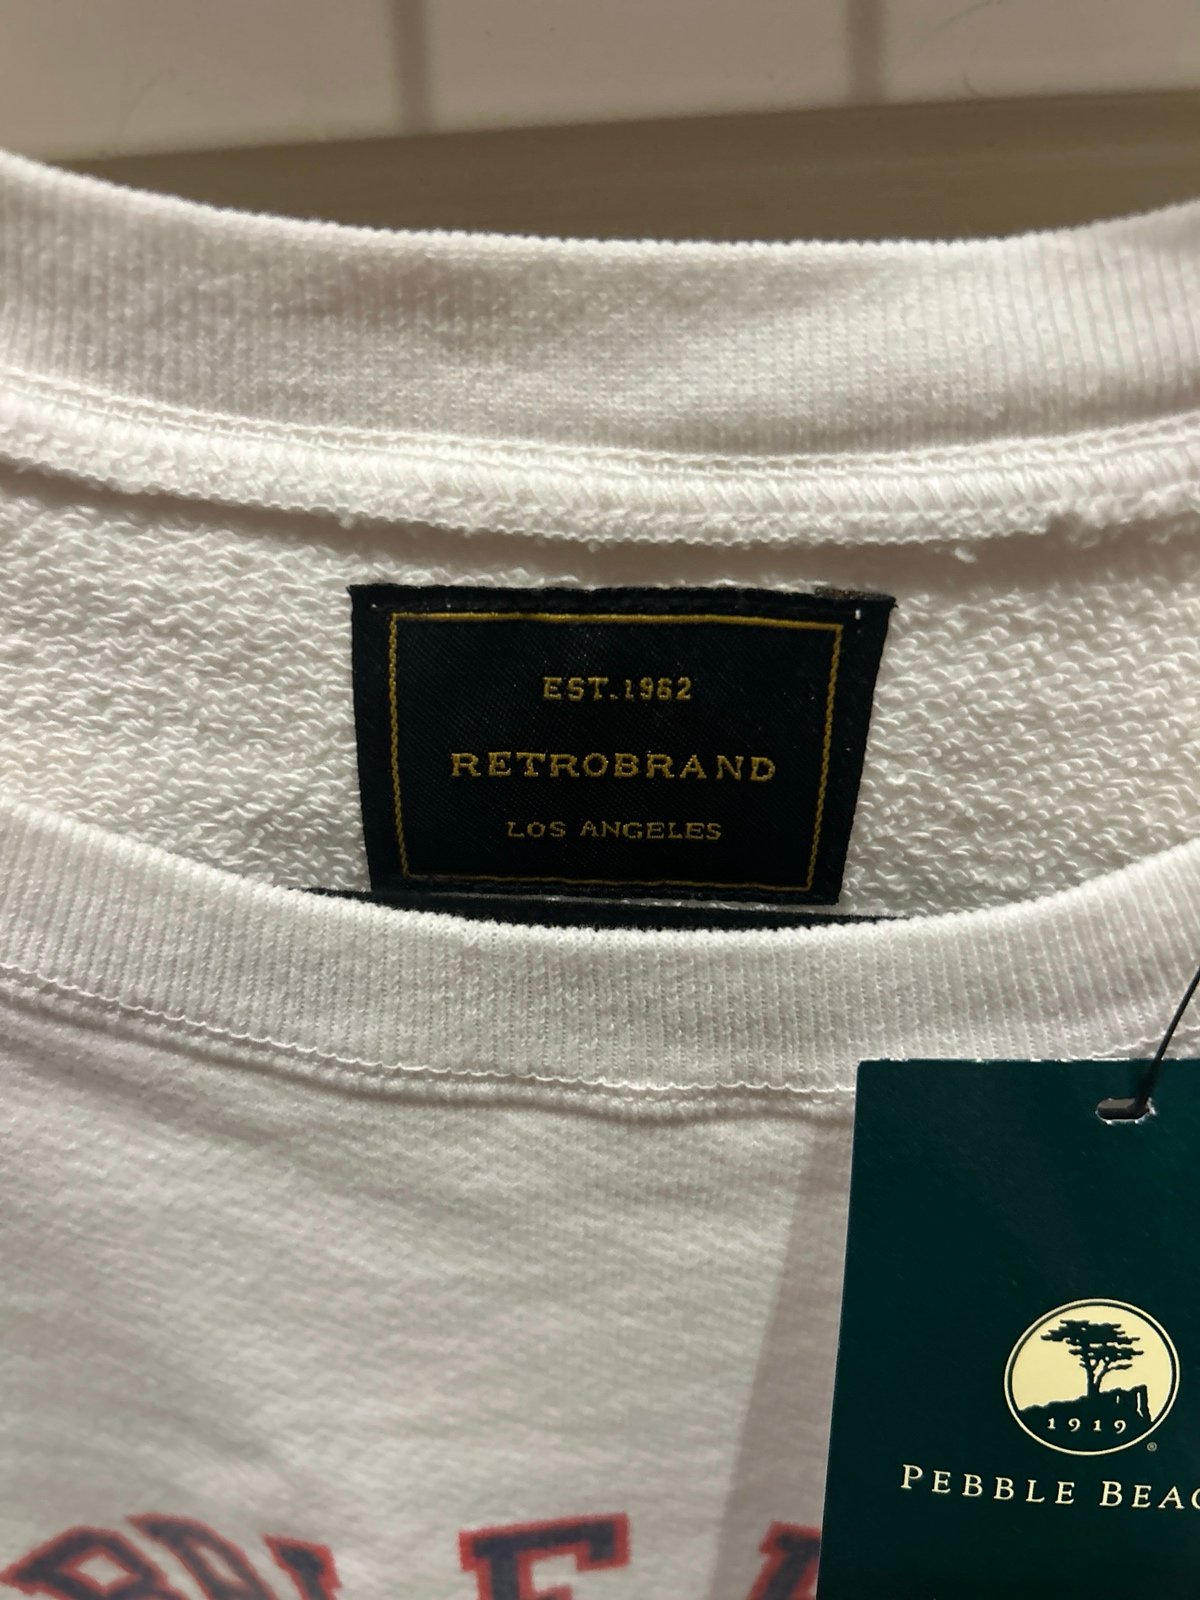 EST.1962
RETROBRAND
LOS ANGELES
1919
®
PEBBLE BEAC